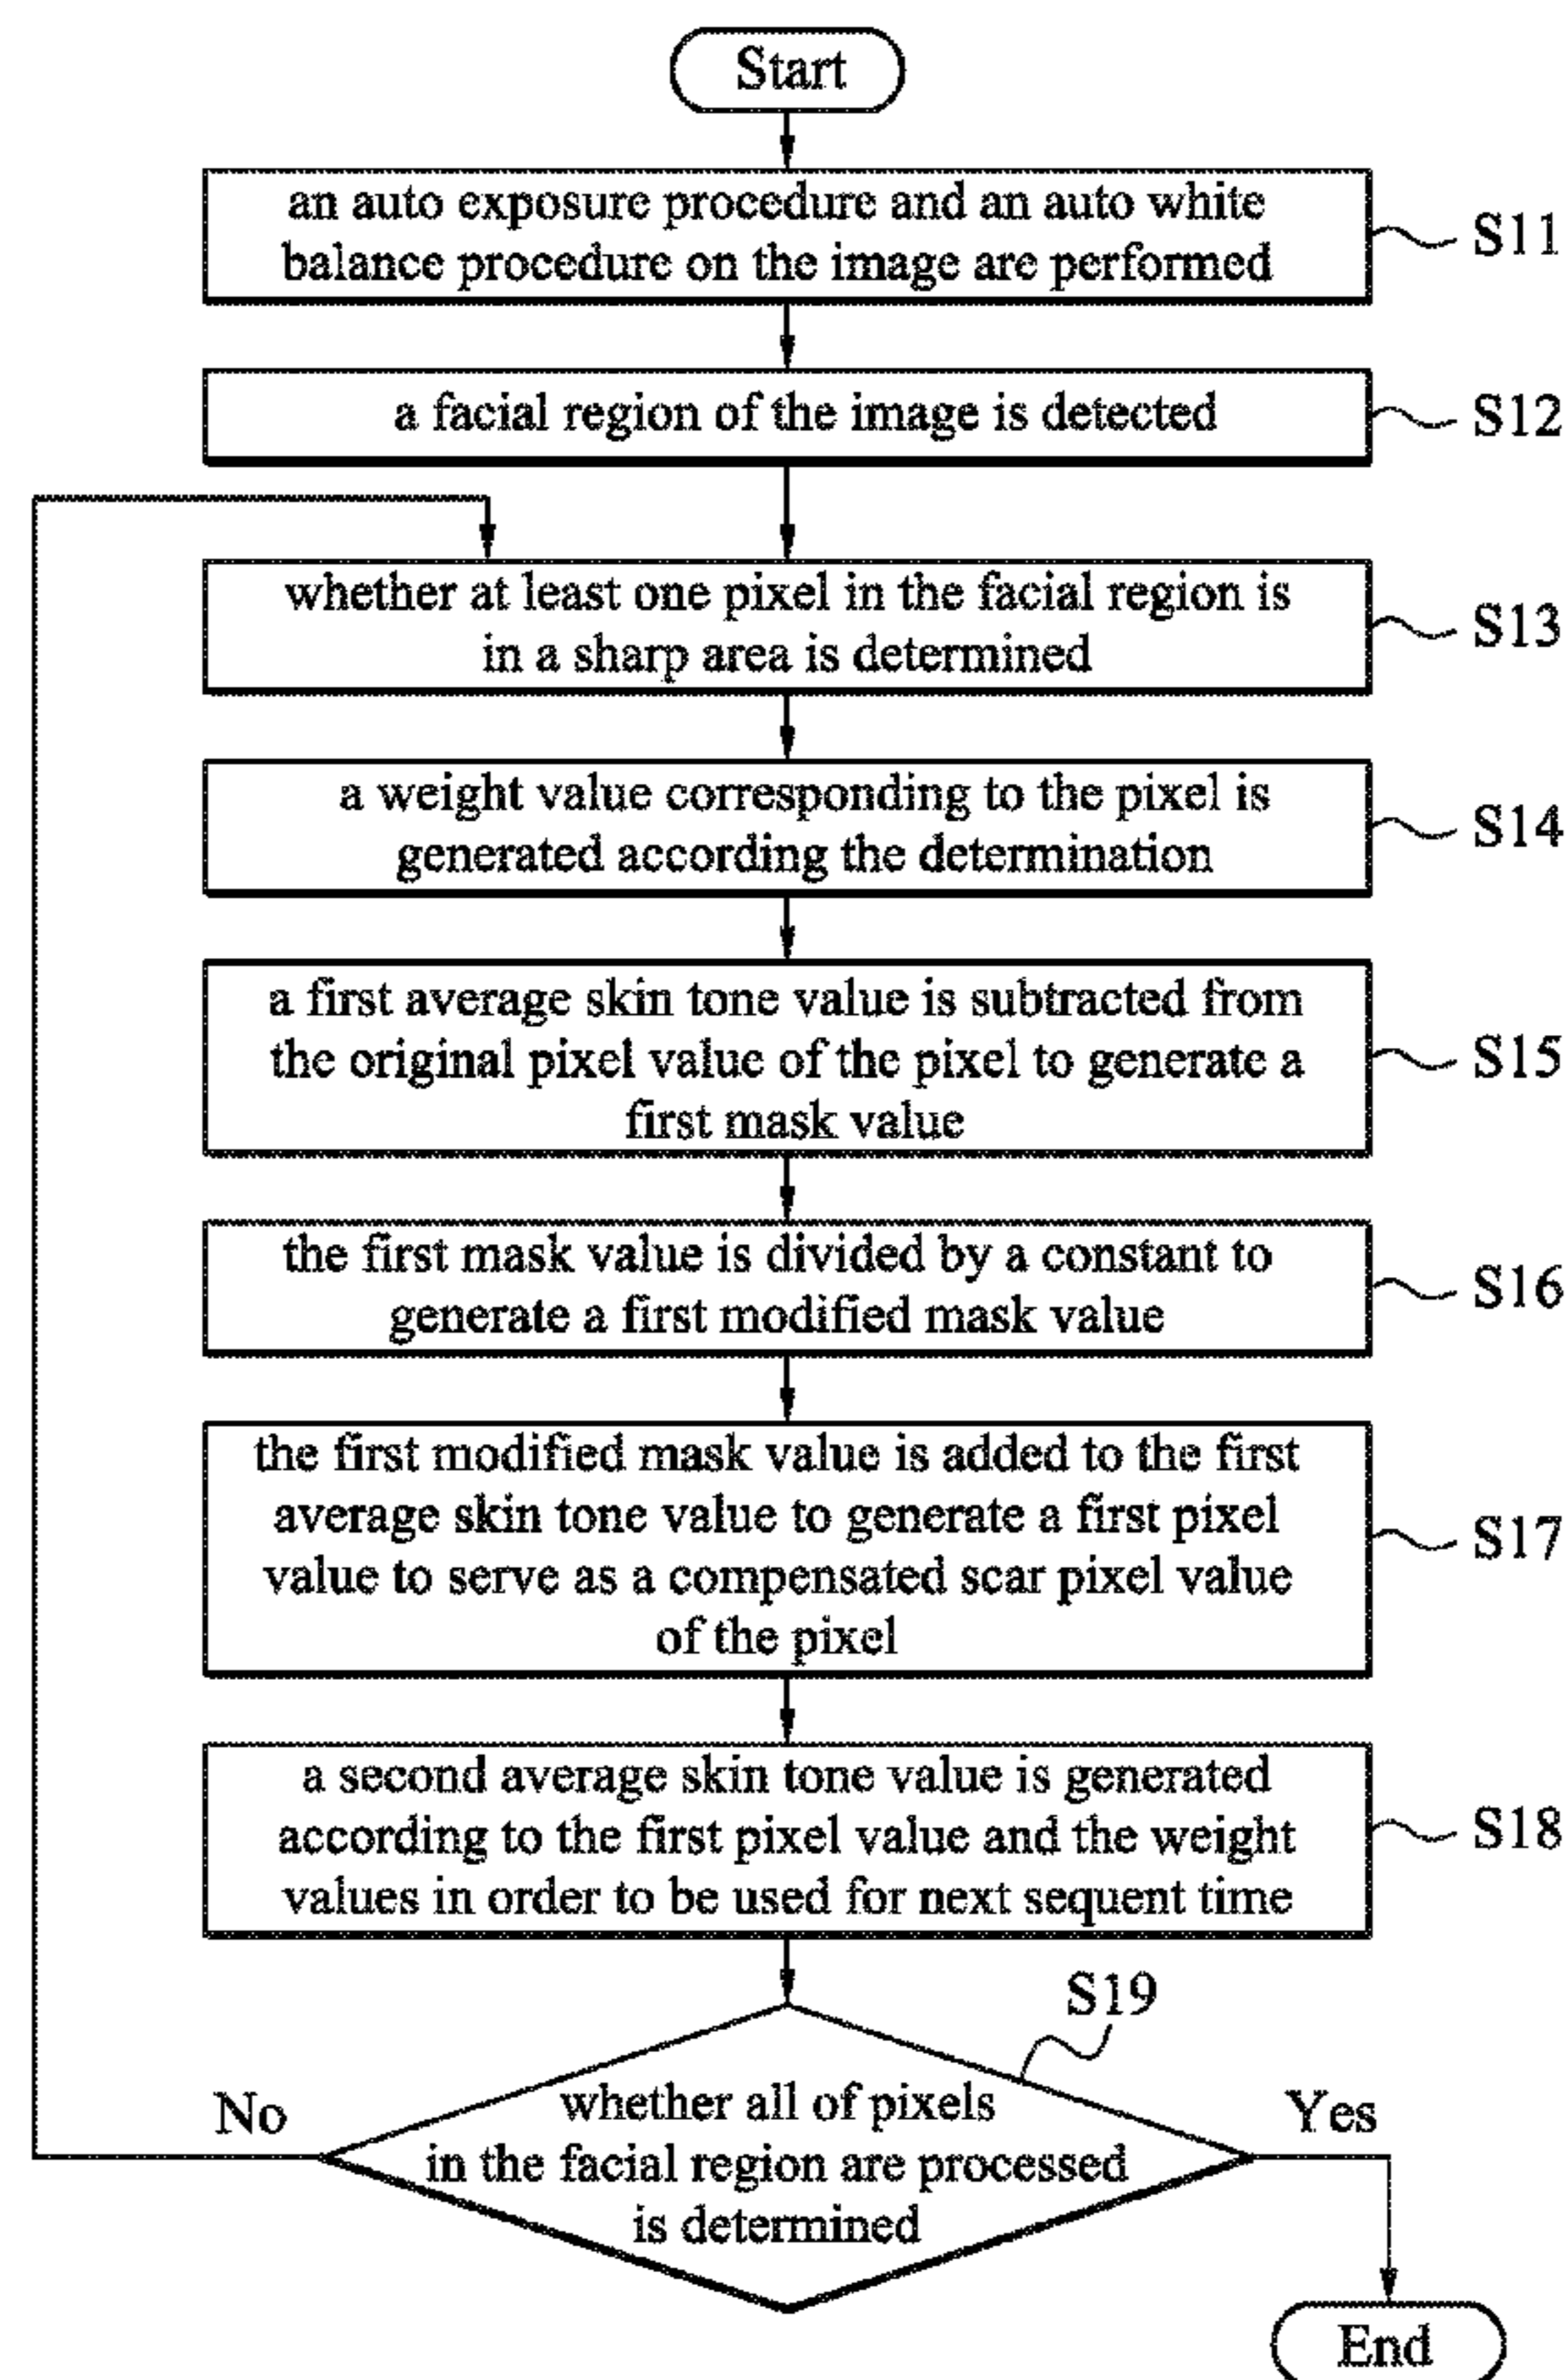 Start
an auto exposure procedure and an auto white
balance procedure on the image are performed
S11
a facial region of the image is detected
S12
whether at least one pixel in the facial region is
in a sharp area is determined
S13
a weight value corresponding to the pixel is
generated according the determination
S14
a first average skin tone value is subtracted from
the original pixel value of the pixel to generate a
first mask value
S15
the first mask value is divided by a constant to
generate a first modified mask value
S16
the first modified mask value is added to the first
average skin tone value to generate a first pixel
value to serve as a compensated scar pixel value
of the pixel
S17
a second average skin tone value is generated
according to the first pixel value and the weight
values in order to be used for next sequent time
S18
S19
whether all of pixels
in the facial region are processed
is determined
No
Yes
End